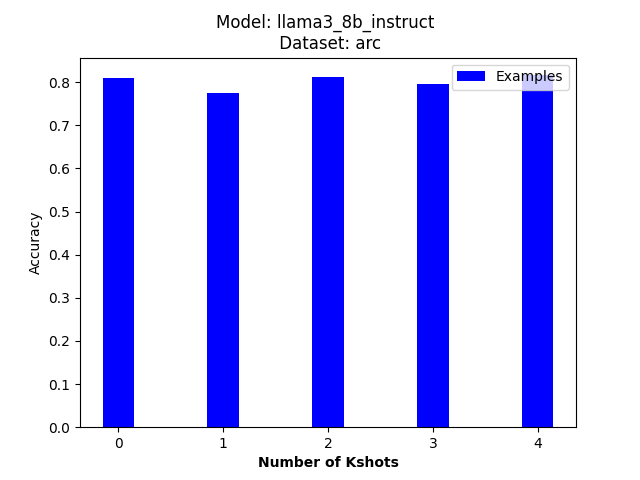 Model: llama3_8b_instruct
Dataset: arc
Examples
0.8
0.7
0.6
0.5
0.4
0.3
0.2
0.1
0.0
Accuracy
0 1 2 3 4
Number of Kshots